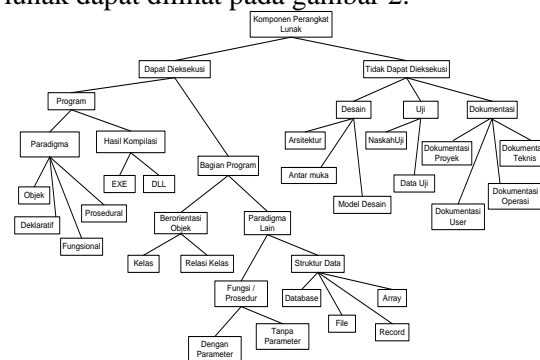 lunak dapat dilihat pada gambar 2.
Komponen Perangkat
Lunak
Dapat Dieksekusi
Tidak Dapat Dieksekusi
Program
Desain
Uji
Dokumentasi
Paradigma
Hasil Kompilasi
Arsitektur
NaskahUji
Dokumentasi
Proyek
Dokumenta
Teknis
Bagian Program
EXE
DLL
Antar muka
Data Uji
Objek
Dokumentasi
Operasi
Prosedural
Model Desain
Deklaratif
Dokumentasi
User
Berorientasi
Objek
Paradigma
Lain
Fungsional
Kelas
Relasi Kelas
Struktur Data
Fungsi /
Prosedur
Database
Array
File
Record
Tanpa
Parameter
Dengan
Parameter